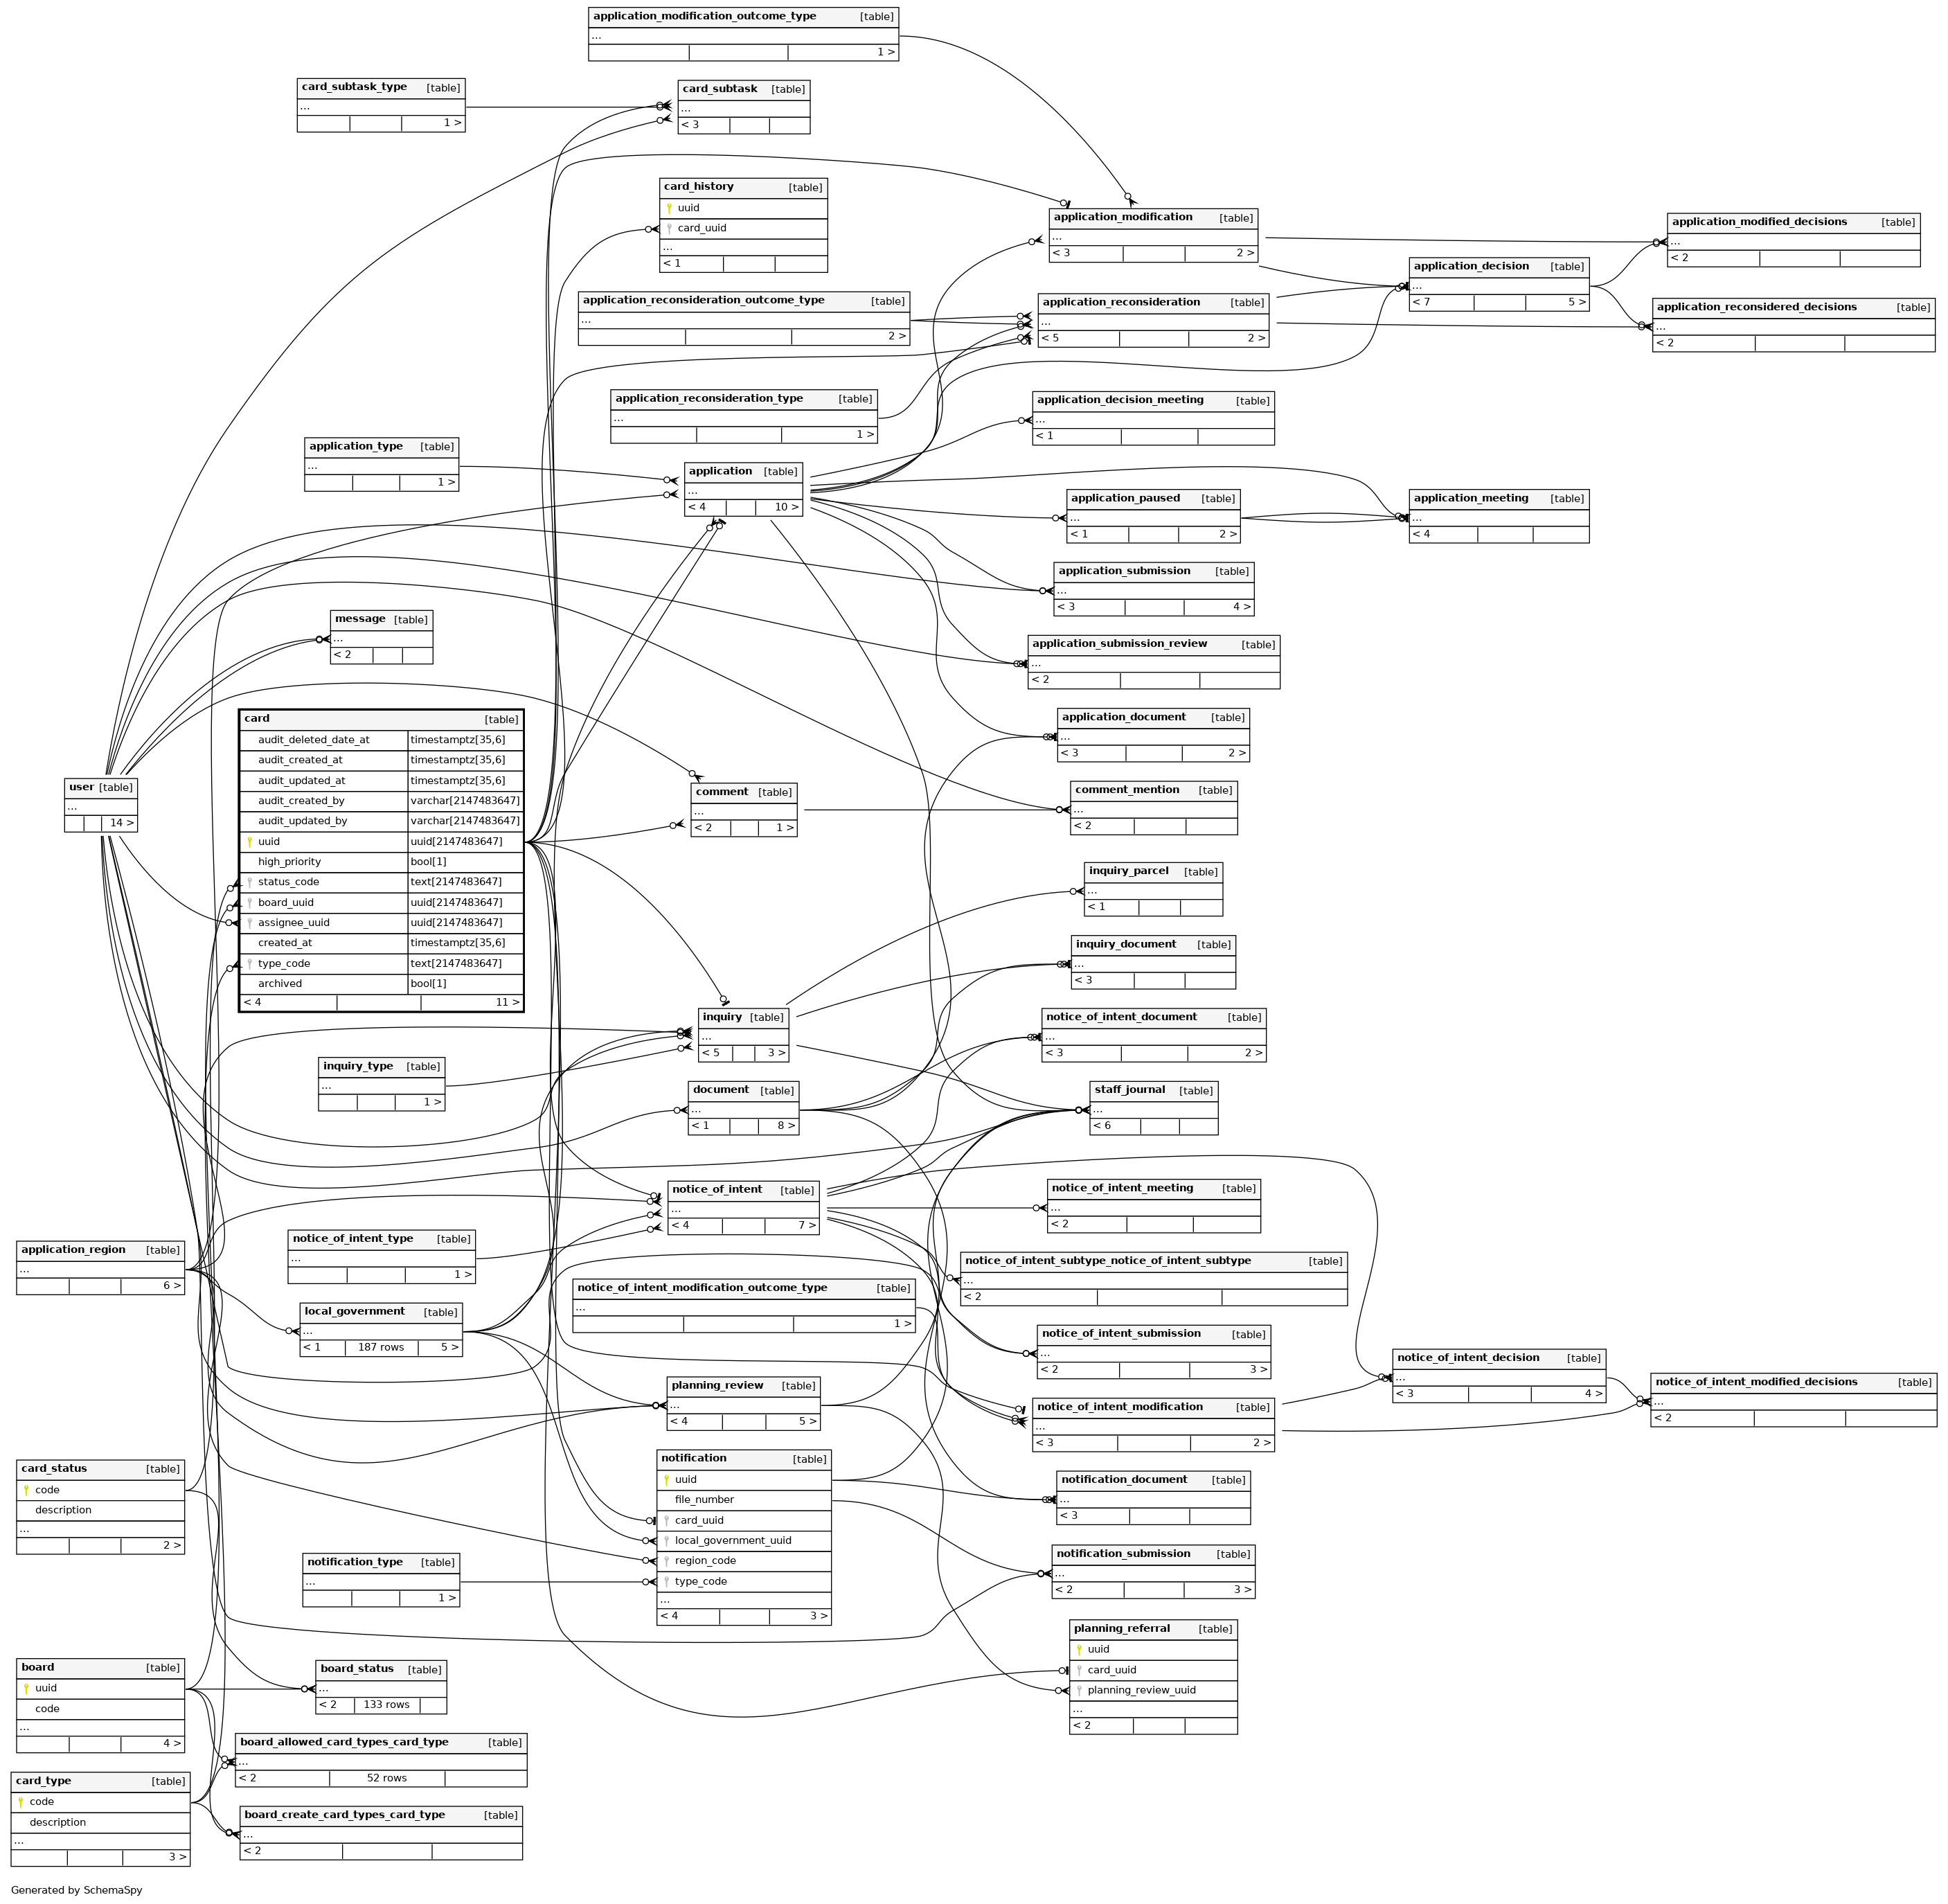 application_modification_outcome_type [table]
...
1 >
card_subtask_type [table]
...
1 >
card_subtask [table]
...
< 3
card_history [table]
uuid
card_uuid
...
< 1
application_modification [table]
...
< 3 2 >
application_modified_decisions [table]
...
< 2
application_decision [table]
...
< 7 5 >
application_reconsideration_outcome_type [table]
...
2 >
application_reconsideration [table]
...
< 5 2 >
application_reconsidered_decisions [table]
...
< 2
application_reconsideration_type [table]
...
1 >
application_decision_meeting [table]
...
< 1
application_type [table]
...
1 >
application [table]
...
< 4 10 >
application_paused [table]
...
< 1 2 >
application_meeting [table]
...
< 4
application_submission [table]
...
< 3 4 >
message [table]
...
< 2
application_submission_review [table]
...
< 2
card [table]
audit_deleted_date_at timestamptz[35,6]
audit_created_at timestamptz[35,6]
audit_updated_at timestamptz[35,6]
audit_created_by varchar[2147483647]
audit_updated_by varchar[2147483647]
uuid uuid[2147483647]
high_priority bool[1]
status_code text[2147483647]
board_uuid uuid[2147483647]
assignee_uuid uuid[2147483647]
created_at timestamptz[35,6]
type_code text[2147483647]
archived bool[1]
< 4 11 >
application_document [table]
...
< 3 2 >
user [table]
...
14 >
comment [table]
...
< 2 1 >
comment_mention [table]
...
< 2
inquiry_parcel [table]
...
< 1
inquiry_document [table]
...
< 3
inquiry [table]
...
< 5 3 >
notice_of_intent_document [table]
...
< 3 2 >
inquiry_type [table]
...
1 >
document [table]
...
< 1 8 >
staff_journal [table]
...
< 6
notice_of_intent [table]
...
< 4 7 >
notice_of_intent_meeting [table]
...
< 2
application_region [table]
...
6 >
notice_of_intent_type [table]
...
1 >
notice_of_intent_subtype_notice_of_intent_subtype [table]
...
< 2
notice_of_intent_modification_outcome_type [table]
...
1 >
local_government [table]
...
< 1 187 rows 5 >
notice_of_intent_submission [table]
...
< 2 3 >
notice_of_intent_decision [table]
...
< 3 4 >
notice_of_intent_modified_decisions [table]
...
< 2
planning_review [table]
...
< 4 5 >
notice_of_intent_modification [table]
...
< 3 2 >
card_status [table]
code
description
...
2 >
notification [table]
uuid
file_number
card_uuid
local_government_uuid
region_code
type_code
...
< 4 3 >
notification_document [table]
...
< 3
notification_type [table]
...
1 >
notification_submission [table]
...
< 2 3 >
planning_referral [table]
uuid
card_uuid
planning_review_uuid
...
< 2
board [table]
uuid
code
...
4 >
board_status [table]
...
< 2 133 rows
board_allowed_card_types_card_type [table]
...
< 2 52 rows
card_type [table]
code
description
...
3 >
board_create_card_types_card_type [table]
...
< 2
Generated by SchemaSpy